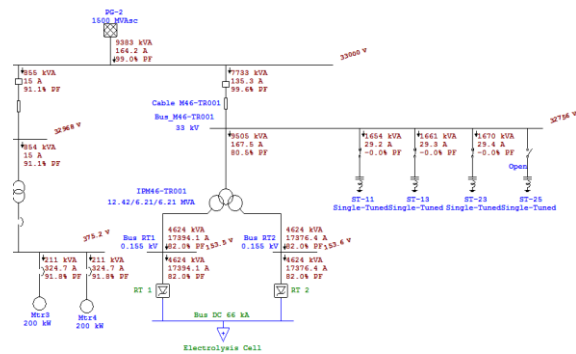 PG-2
1500 MVAsc
9383 kVA
164.2 A
99.0% PF
33000 V
855 kVA
15 A
91.1% PF
7733 kVA
135.3 A
99.6% PF
Cable M46-TR001
Bus_M46-TR001
33 kV
32968 V
32756 V
854 kVA
15 A
91.1% PF
9505 kVA
167.5 A
80.5% PF
1654 kVA
29.2 A
-0.0% PF
1661 kVA
29.3 A
-0.0% PF
1670 kVA
29.4 A
-0.0% PF
Open
ST-11
Single-Tuned
ST-13
Single-Tuned
ST-23
Single-Tuned
ST-25
Single-Tuned
IPM46-TR001
12.42/6.21/6.21 MVA
375.2 V
Bus RT1
0.155 kV
4624 kVA
17394.1 A
82.0% PF
153.5 V
Bus RT2
0.155 kV
4624 kVA
17376.4 A
82.0% PF
153.6 V
211 kVA
324.7 A
91.8% PF
211 kVA
324.7 A
91.8% PF
4624 kVA
17394.1 A
82.0% PF
4624 kVA
17376.4 A
82.0% PF
RT 1
RT 2
Mtr3
200 kW
Mtr4
200 kW
Bus DC 66 kA
Electrolysis Cell